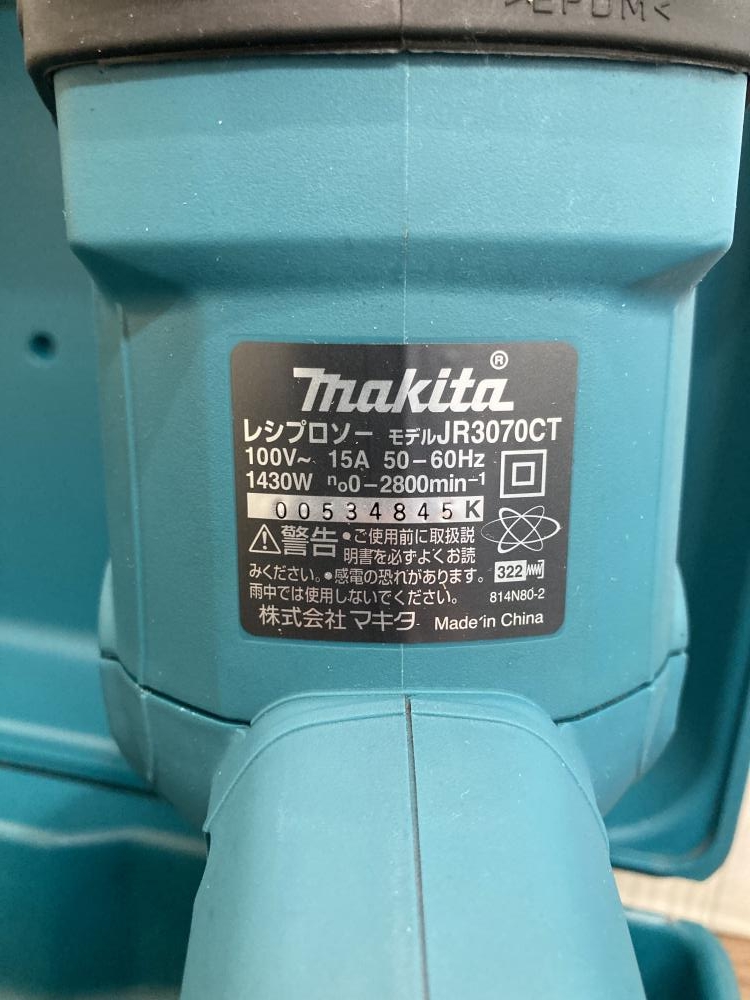 >EPDM<
makita®
レシプロソー モデルJR3070CT
100V~ 15A 50-60Hz
1430W n₀0-2800min⁻¹
00534845K
警告 ●ご使用前に取扱説
明書を必ずよくお読
みください。●感電の恐れがあります。
雨中では使用しないでください。
322
814N80-2
株式会社 マキタ Made in China